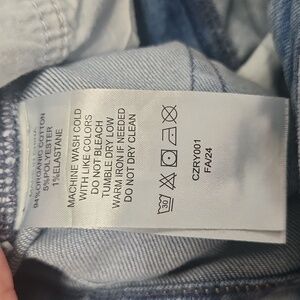 94% ORGANIC COTTON
5% POLYESTER
1% ELASTANE
MACHINE WASH COLD
WITH LIKE COLORS
DO NOT BLEACH
TUMBLE DRY LOW
WARM IRON IF NEEDED
DO NOT DRY CLEAN
30
CZRY001
FA/24